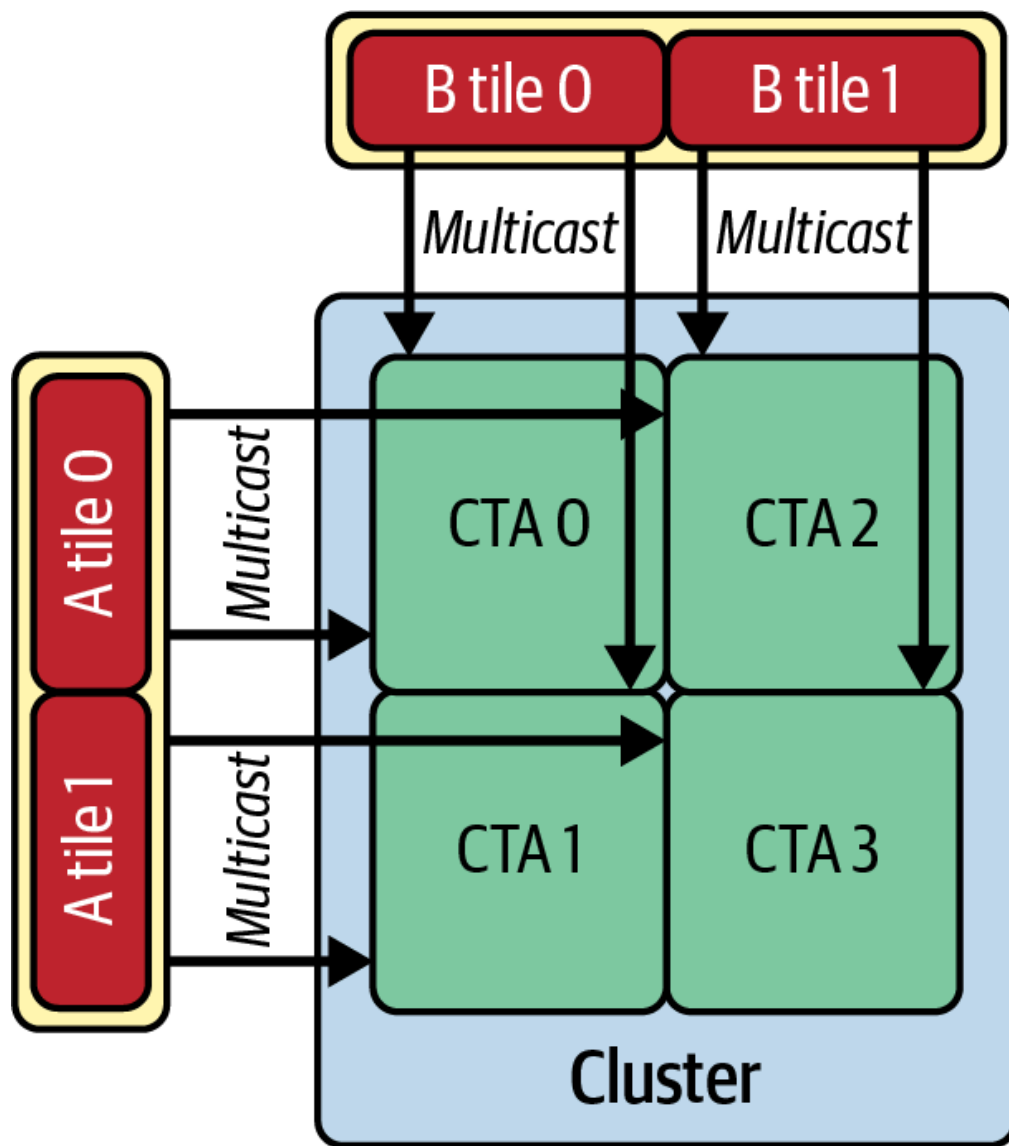 B tile 0
B tile 1
Multicast
Multicast
A tile 0
Multicast
CTA 0
CTA 2
A tile 1
Multicast
CTA 1
CTA 3
Cluster